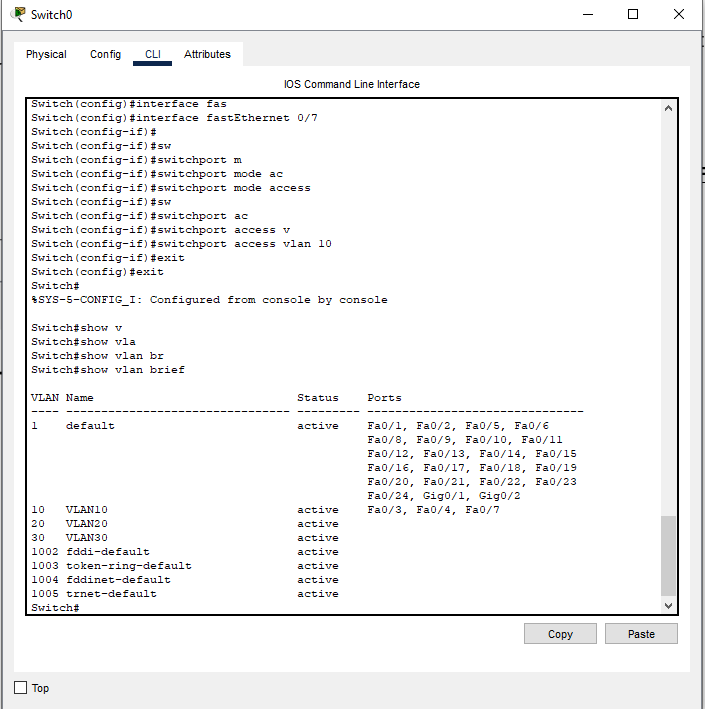 Switch0
Physical Config CLI Attributes
IOS Command Line Interface
Switch(config)#interface fas
Switch(config)#interface fastEthernet 0/7
Switch(config-if)#
Switch(config-if)#sw
Switch(config-if)#switchport m
Switch(config-if)#switchport mode ac
Switch(config-if)#switchport mode access
Switch(config-if)#sw
Switch(config-if)#switchport ac
Switch(config-if)#switchport access v
Switch(config-if)#switchport access vlan 10
Switch(config-if)#exit
Switch(config)#exit
Switch#
%SYS-5-CONFIG_I: Configured from console by console
Switch#show v
Switch#show vla
Switch#show vlan br
Switch#show vlan brief
VLAN Name                             Status    Ports
---- -------------------------------- --------- -------------------------------
1    default                          active    Fa0/1, Fa0/2, Fa0/5, Fa0/6
                                                Fa0/8, Fa0/9, Fa0/10, Fa0/11
                                                Fa0/12, Fa0/13, Fa0/14, Fa0/15
                                                Fa0/16, Fa0/17, Fa0/18, Fa0/19
                                                Fa0/20, Fa0/21, Fa0/22, Fa0/23
                                                Fa0/24, Gig0/1, Gig0/2
10   VLAN10                           active    Fa0/3, Fa0/4, Fa0/7
20   VLAN20                           active
30   VLAN30                           active
1002 fddi-default                     active
1003 token-ring-default               active
1004 fddinet-default                  active
1005 trnet-default                    active
Switch#
Copy Paste
Top